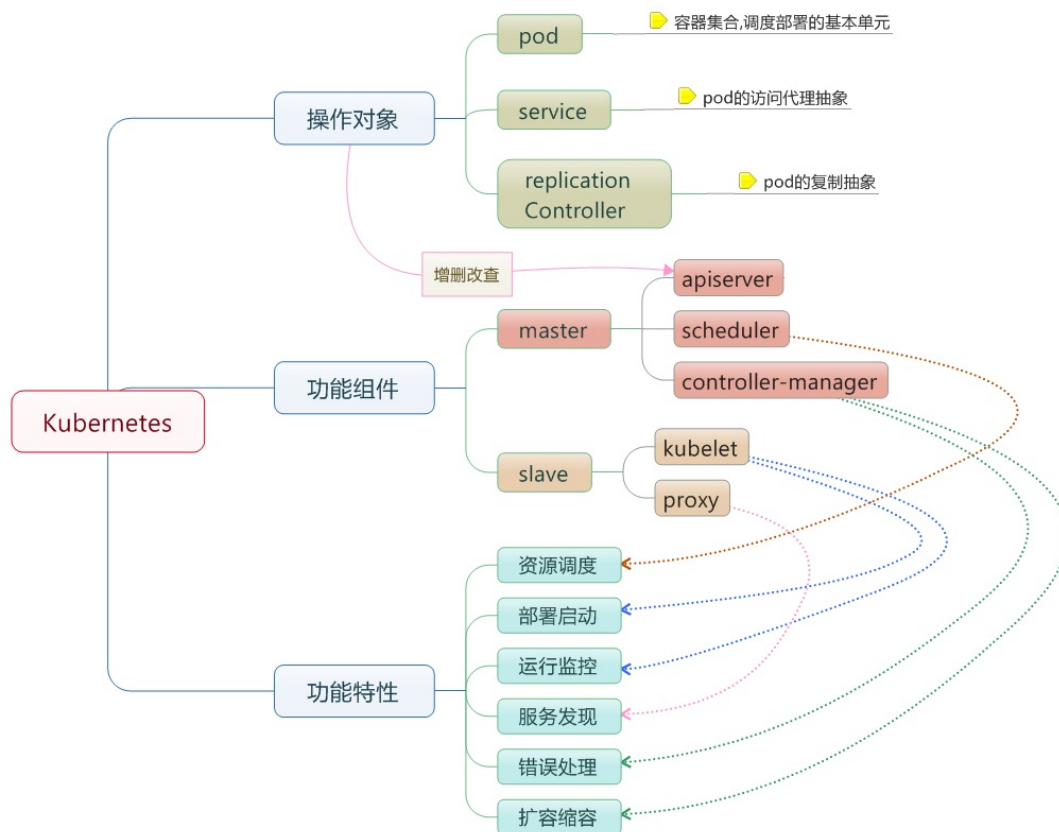 pod
容器集合,调度部署的基本单元
操作对象
service
pod的访问代理抽象
replication
Controller
pod的复制抽象
增删改查
apiserver
master
scheduler
功能组件
controller-manager
Kubernetes
kubelet
slave
proxy
资源调度
部署启动
运行监控
功能特性
服务发现
错误处理
扩容缩容